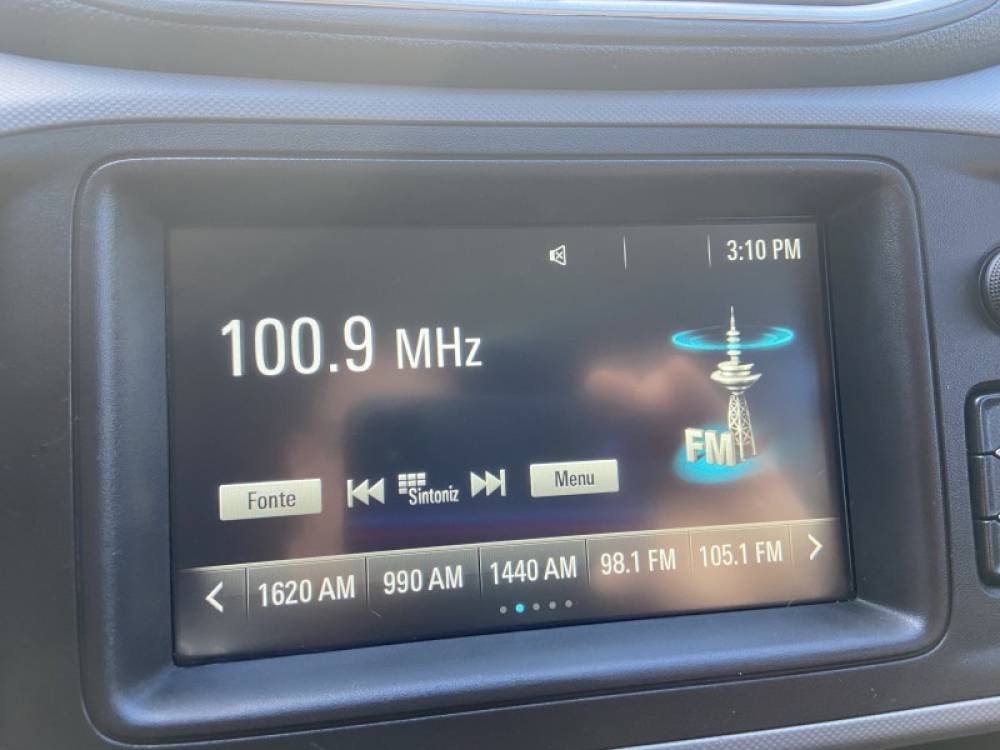 3:10 PM
100.9 MHz
FM
Fonte Sintoniz Menu
1620 AM 990 AM 1440 AM 98.1 FM 105.1 FM